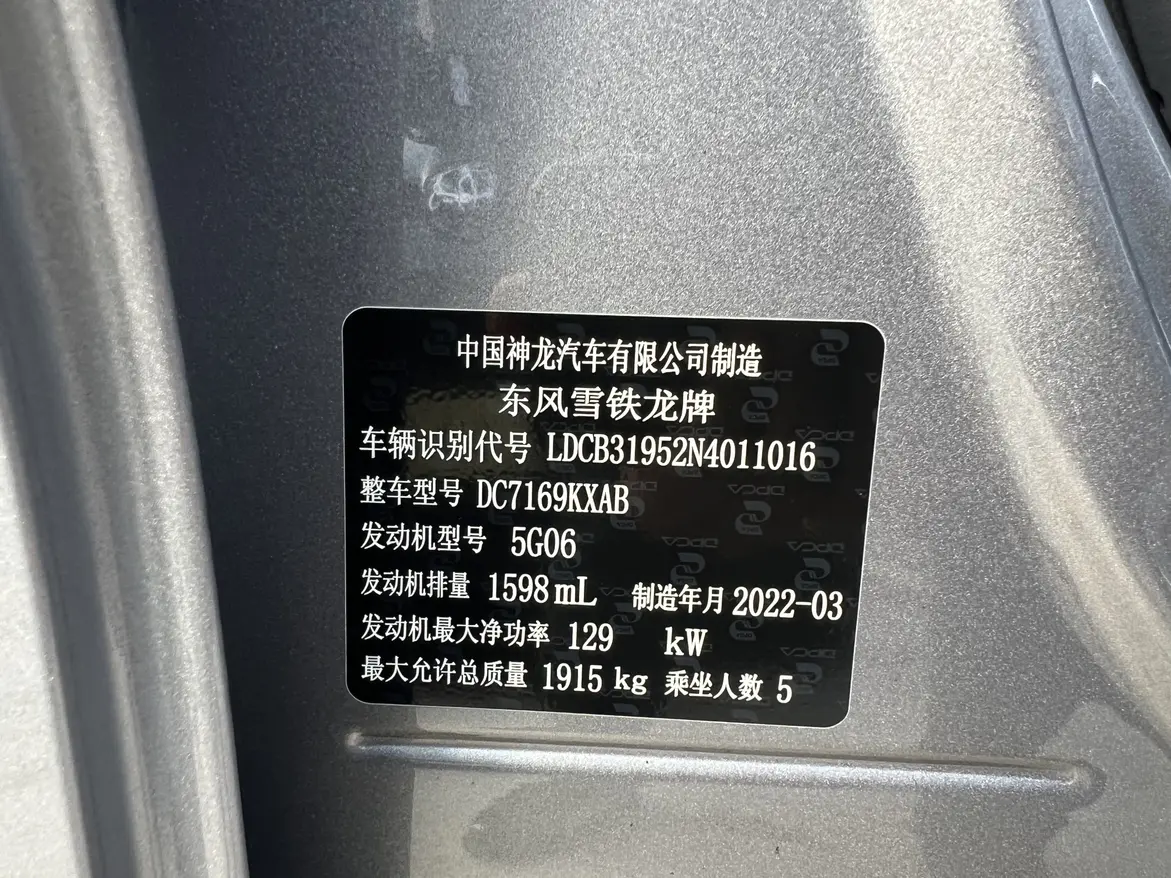 中国神龙汽车有限公司制造
东风雪铁龙牌
车辆识别代号 LDCB31952N4011016
整车型号 DC7169KXAB
发动机型号 5G06
发动机排量 1598 mL 制造年月 2022-03
发动机最大净功率 129 kW
最大允许总质量 1915 kg 乘坐人数 5